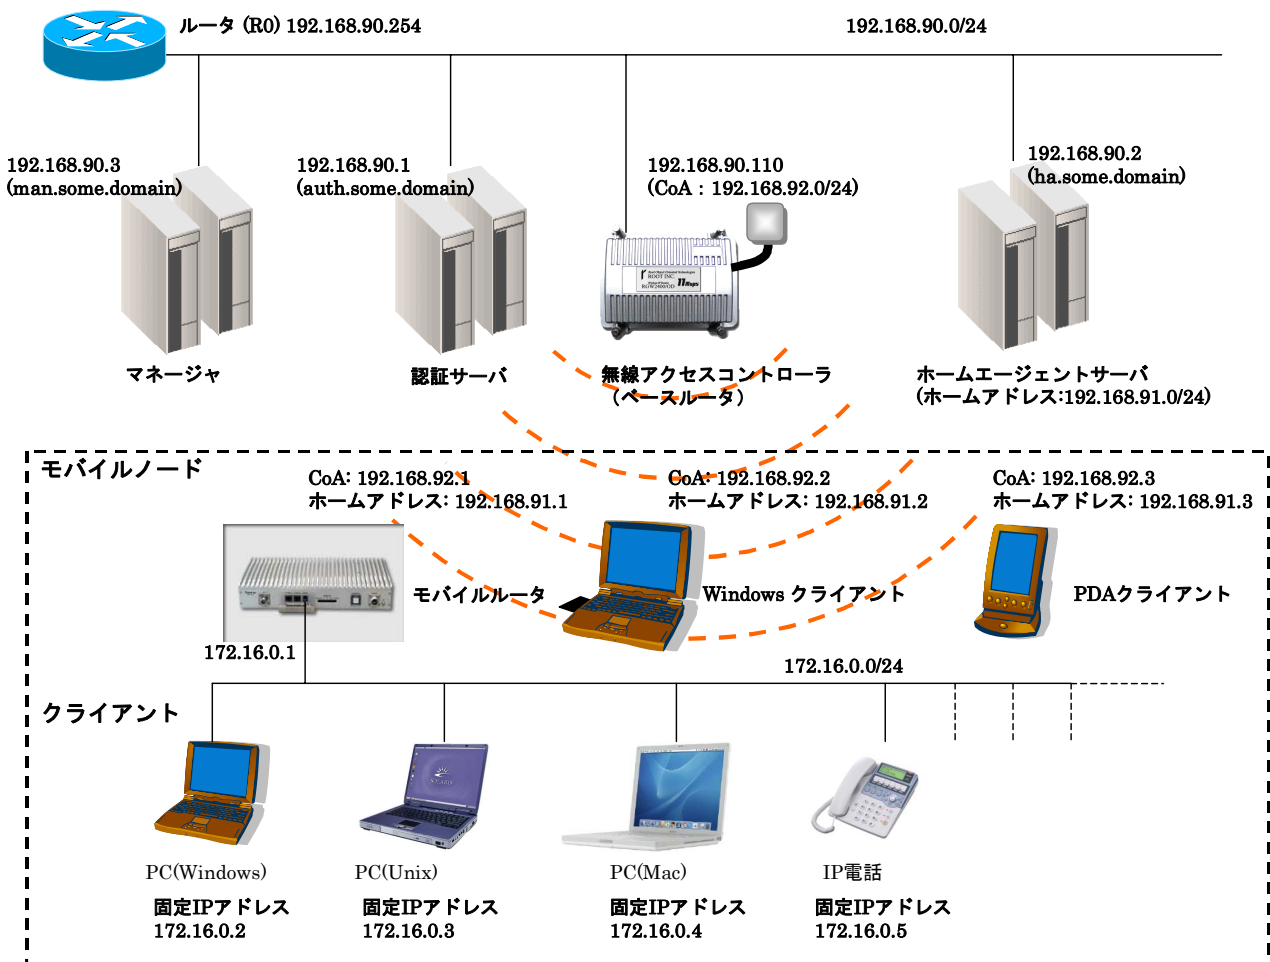 ルータ (R0) 192.168.90.254
192.168.90.0/24
192.168.90.3
(man.some.domain)
192.168.90.1
(auth.some.domain)
192.168.90.110
(CoA : 192.168.92.0/24)
192.168.90.2
(ha.some.domain)
ROOT INC
RGW2400/OD
11Mbps
マネージャ
認証サーバ
無線アクセスコントローラ
(ベースルータ)
ホームエージェントサーバ
(ホームアドレス:192.168.91.0/24)
モバイルノード
CoA: 192.168.92.1
ホームアドレス: 192.168.91.1
CoA: 192.168.92.2
ホームアドレス: 192.168.91.2
CoA: 192.168.92.3
ホームアドレス: 192.168.91.3
モバイルルータ
Windows クライアント
PDAクライアント
172.16.0.1
172.16.0.0/24
クライアント
PC(Windows)
固定IPアドレス
172.16.0.2
PC(Unix)
固定IPアドレス
172.16.0.3
PC(Mac)
固定IPアドレス
172.16.0.4
IP電話
固定IPアドレス
172.16.0.5